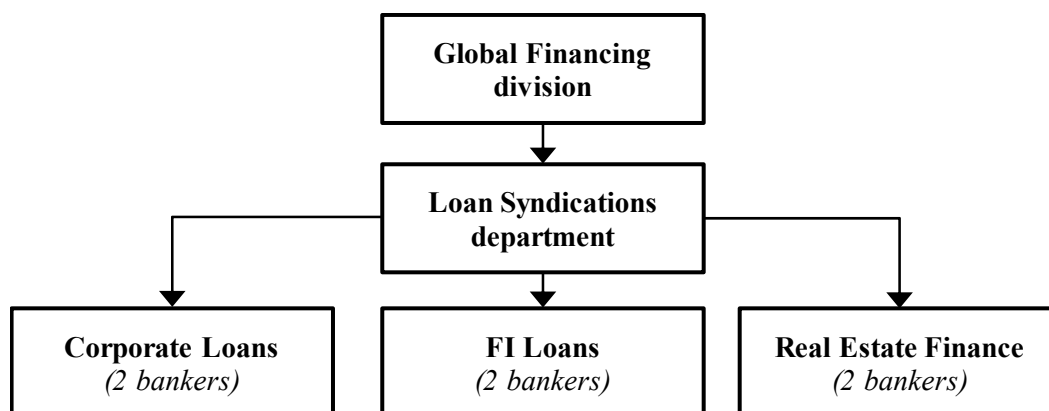 Global Financing
division
Loan Syndications
department
Corporate Loans
(2 bankers)
FI Loans
(2 bankers)
Real Estate Finance
(2 bankers)